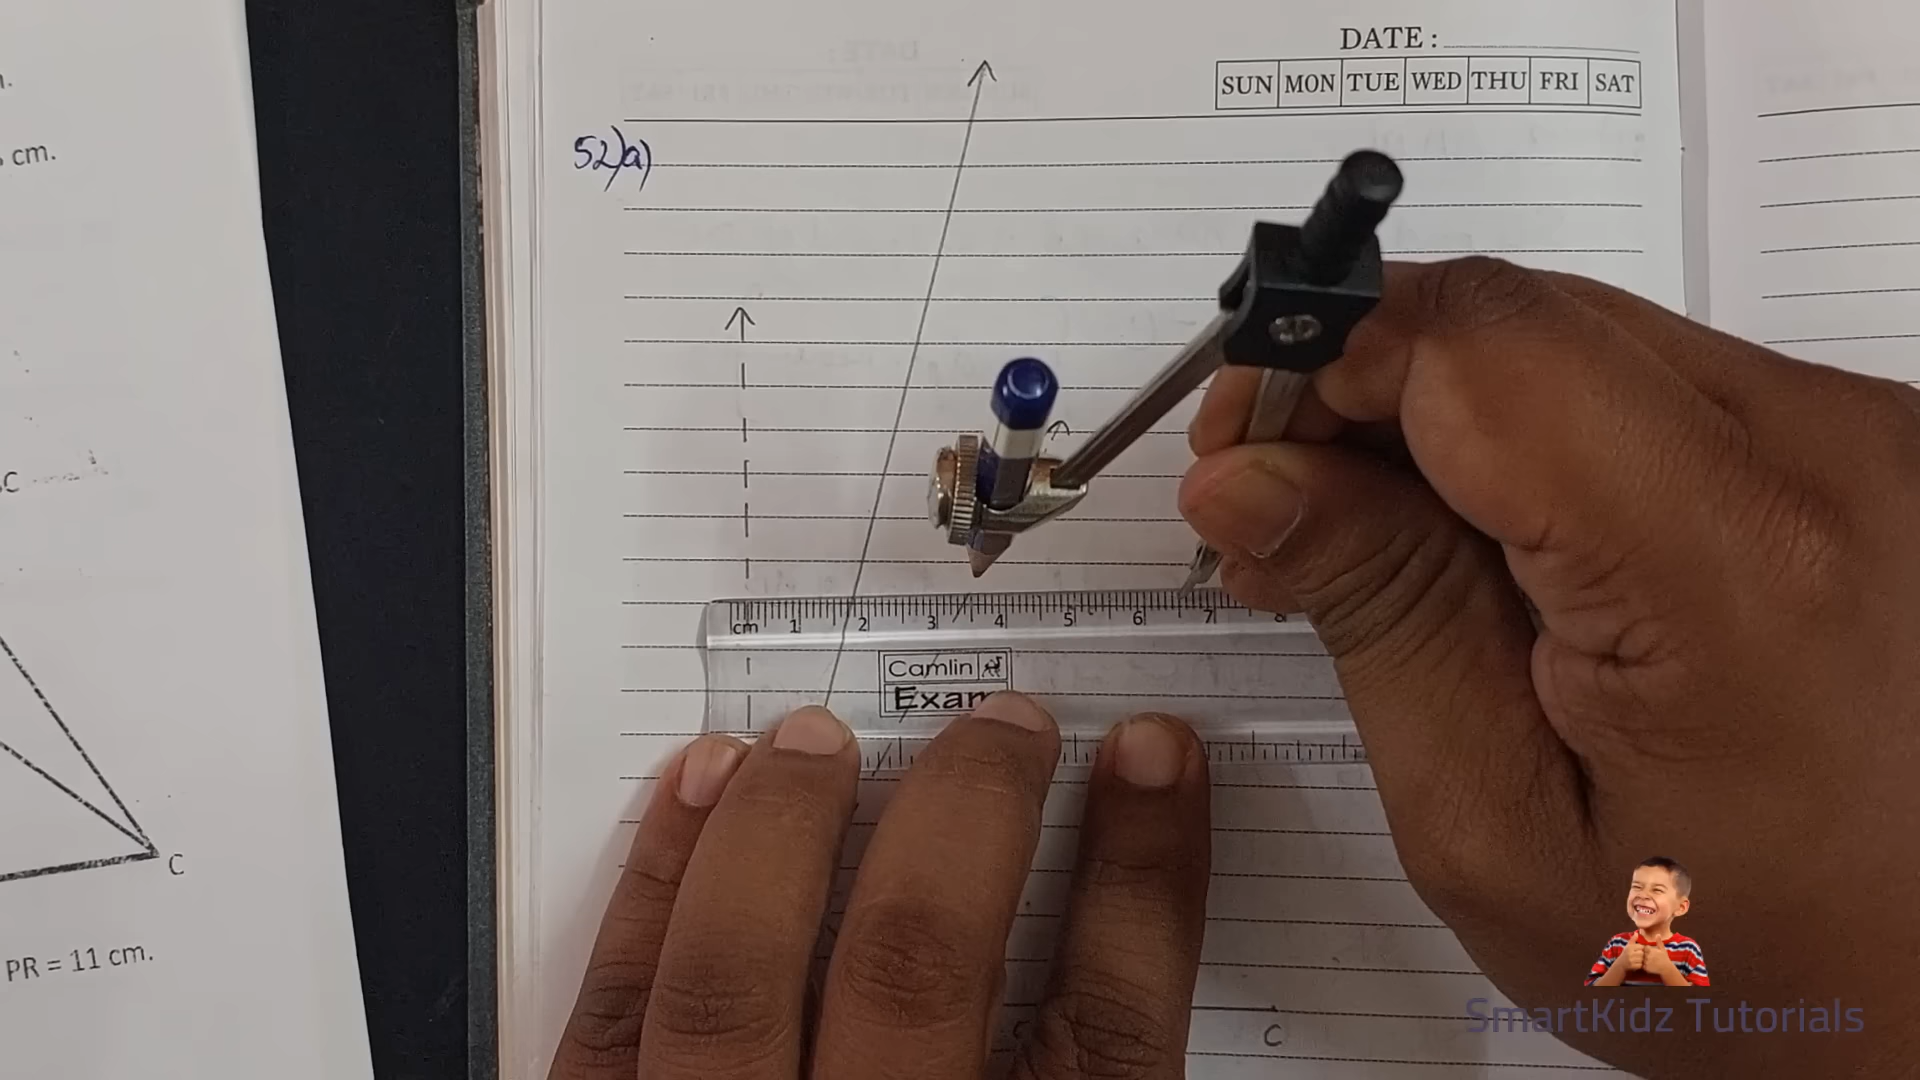 cm.
C
C
PR = 11 cm.
DATE :
SUN MON TUE WED THU FRI SAT
52)a)
cm 1 2 3 4 5 6 7 8
Camlin
Exam
C
SmartKidz Tutorials